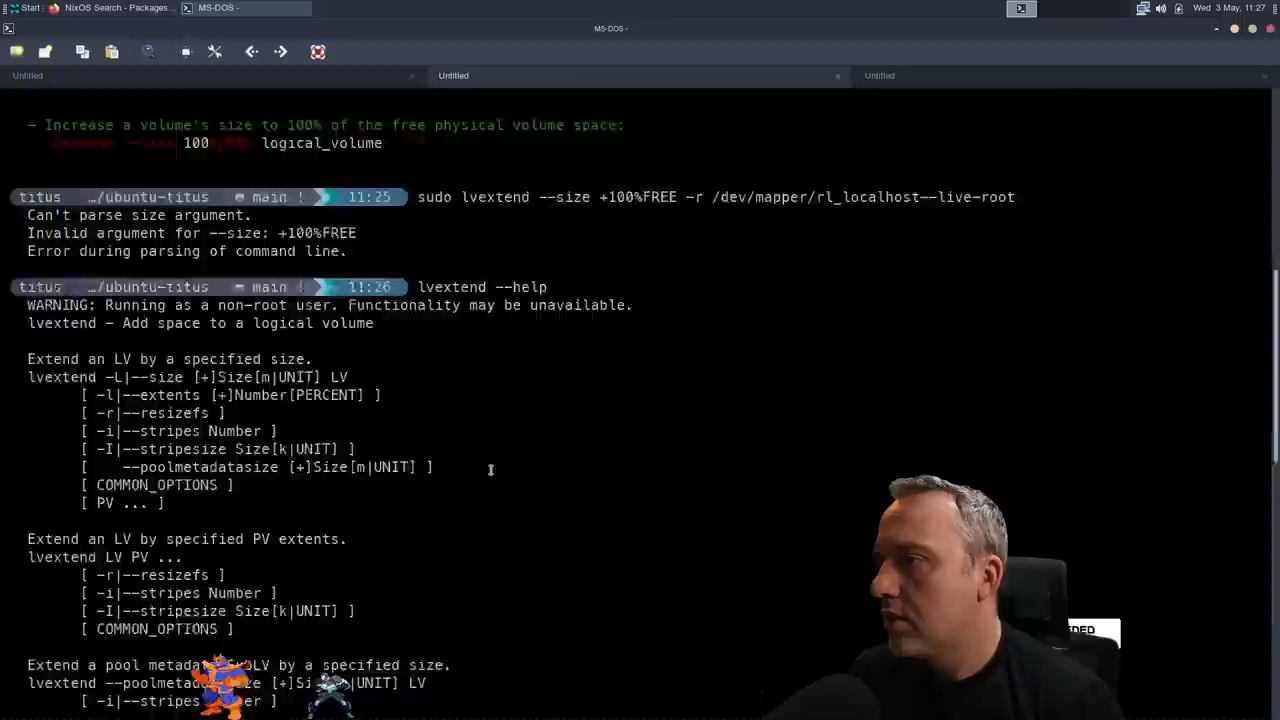 Start
NixOS Search - Packages...
MS-DOS -
Wed 3 May, 11:27
MS-DOS -
Untitled
Untitled
Untitled
- Increase a volume's size to 100% of the free physical volume space:
100 logical_volume
titus …/ubuntu-titus main ! 11:25 sudo lvextend --size +100%FREE -r /dev/mapper/rl_localhost--live-root
Can't parse size argument.
Invalid argument for --size: +100%FREE
Error during parsing of command line.
titus …/ubuntu-titus main ! 11:26 lvextend --help
WARNING: Running as a non-root user. Functionality may be unavailable.
lvextend - Add space to a logical volume
Extend an LV by a specified size.
lvextend -L|--size [+]Size[m|UNIT] LV
[ -l|--extents [+]Number[PERCENT] ]
[ -r|--resizefs ]
[ -i|--stripes Number ]
[ -I|--stripesize Size[k|UNIT] ]
[ --poolmetadatasize [+]Size[m|UNIT] ]
[ COMMON_OPTIONS ]
[ PV ... ]
Extend an LV by specified PV extents.
lvextend LV PV ...
[ -r|--resizefs ]
[ -i|--stripes Number ]
[ -I|--stripesize Size[k|UNIT] ]
[ COMMON_OPTIONS ]
Extend a pool metadata SubLV by a specified size.
lvextend --poolmetadatasize [+]Size[m|UNIT] LV
[ -i|--stripes Number ]